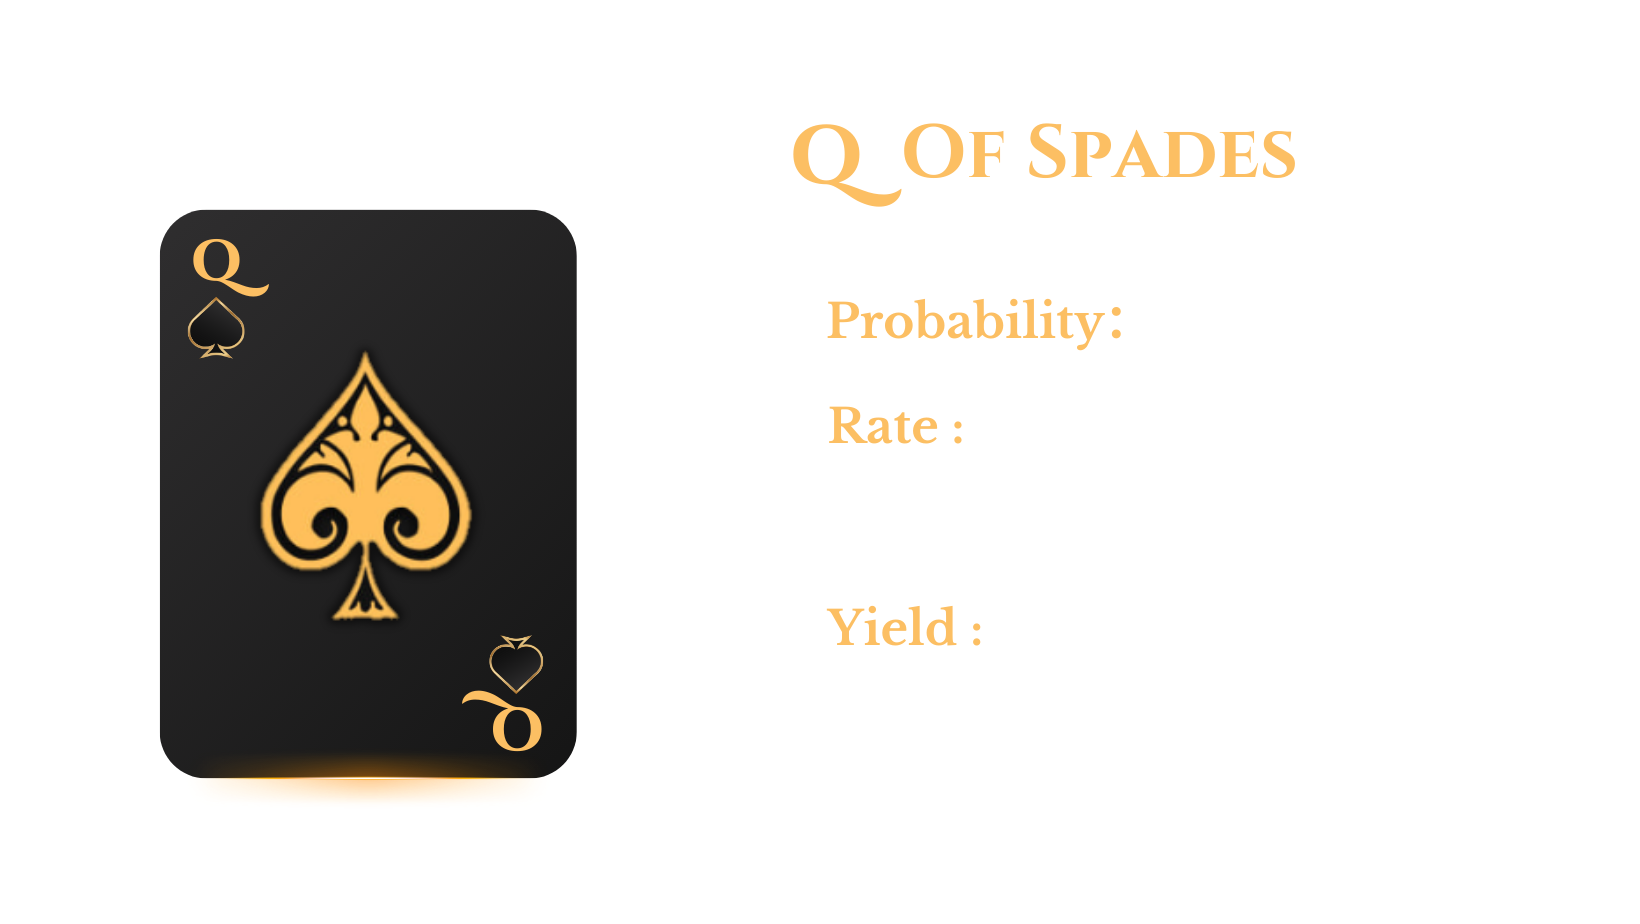 Q Of Spades
Q
Probability:
Rate :
Yield :
Q